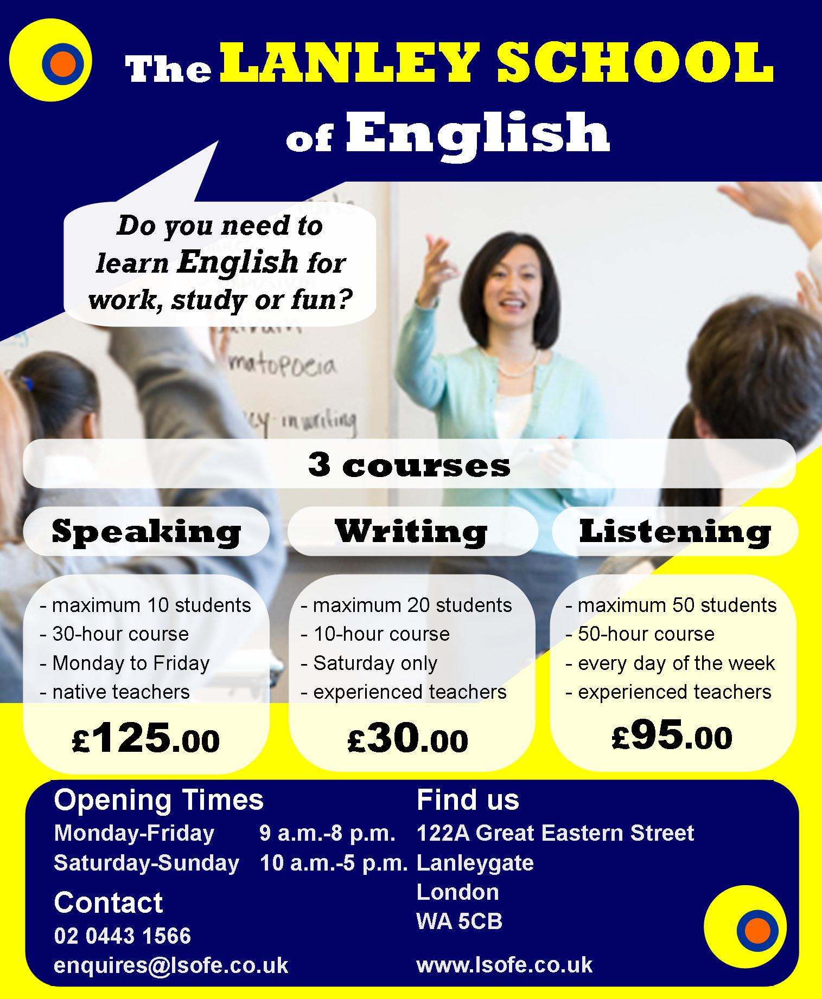 The LANLEY SCHOOL
of English
Do you need to
learn English for
work, study or fun?
matopoeia
in writing
3 courses
Speaking
- maximum 10 students
- 30-hour course
- Monday to Friday
- native teachers
£125.00
Writing
- maximum 20 students
- 10-hour course
- Saturday only
- experienced teachers
£30.00
Listening
- maximum 50 students
- 50-hour course
- every day of the week
- experienced teachers
£95.00
Opening Times
Monday-Friday 9 a.m.-8 p.m.
Saturday-Sunday 10 a.m.-5 p.m.
Contact
02 0443 1566
enquires@lsofe.co.uk
Find us
122A Great Eastern Street
Lanleygate
London
WA 5CB
www.lsofe.co.uk